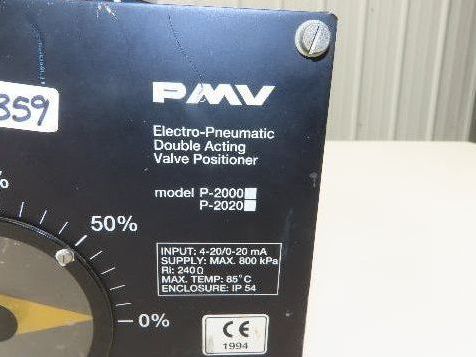 359
PMV
Electro-Pneumatic
Double Acting
Valve Positioner
model P-2000
P-2020
%
50%
INPUT: 4-20/0-20 mA
SUPPLY: MAX. 800 kPa
Ri: 240Ω
MAX. TEMP: 85°C
ENCLOSURE: IP 54
0%
CE
1994